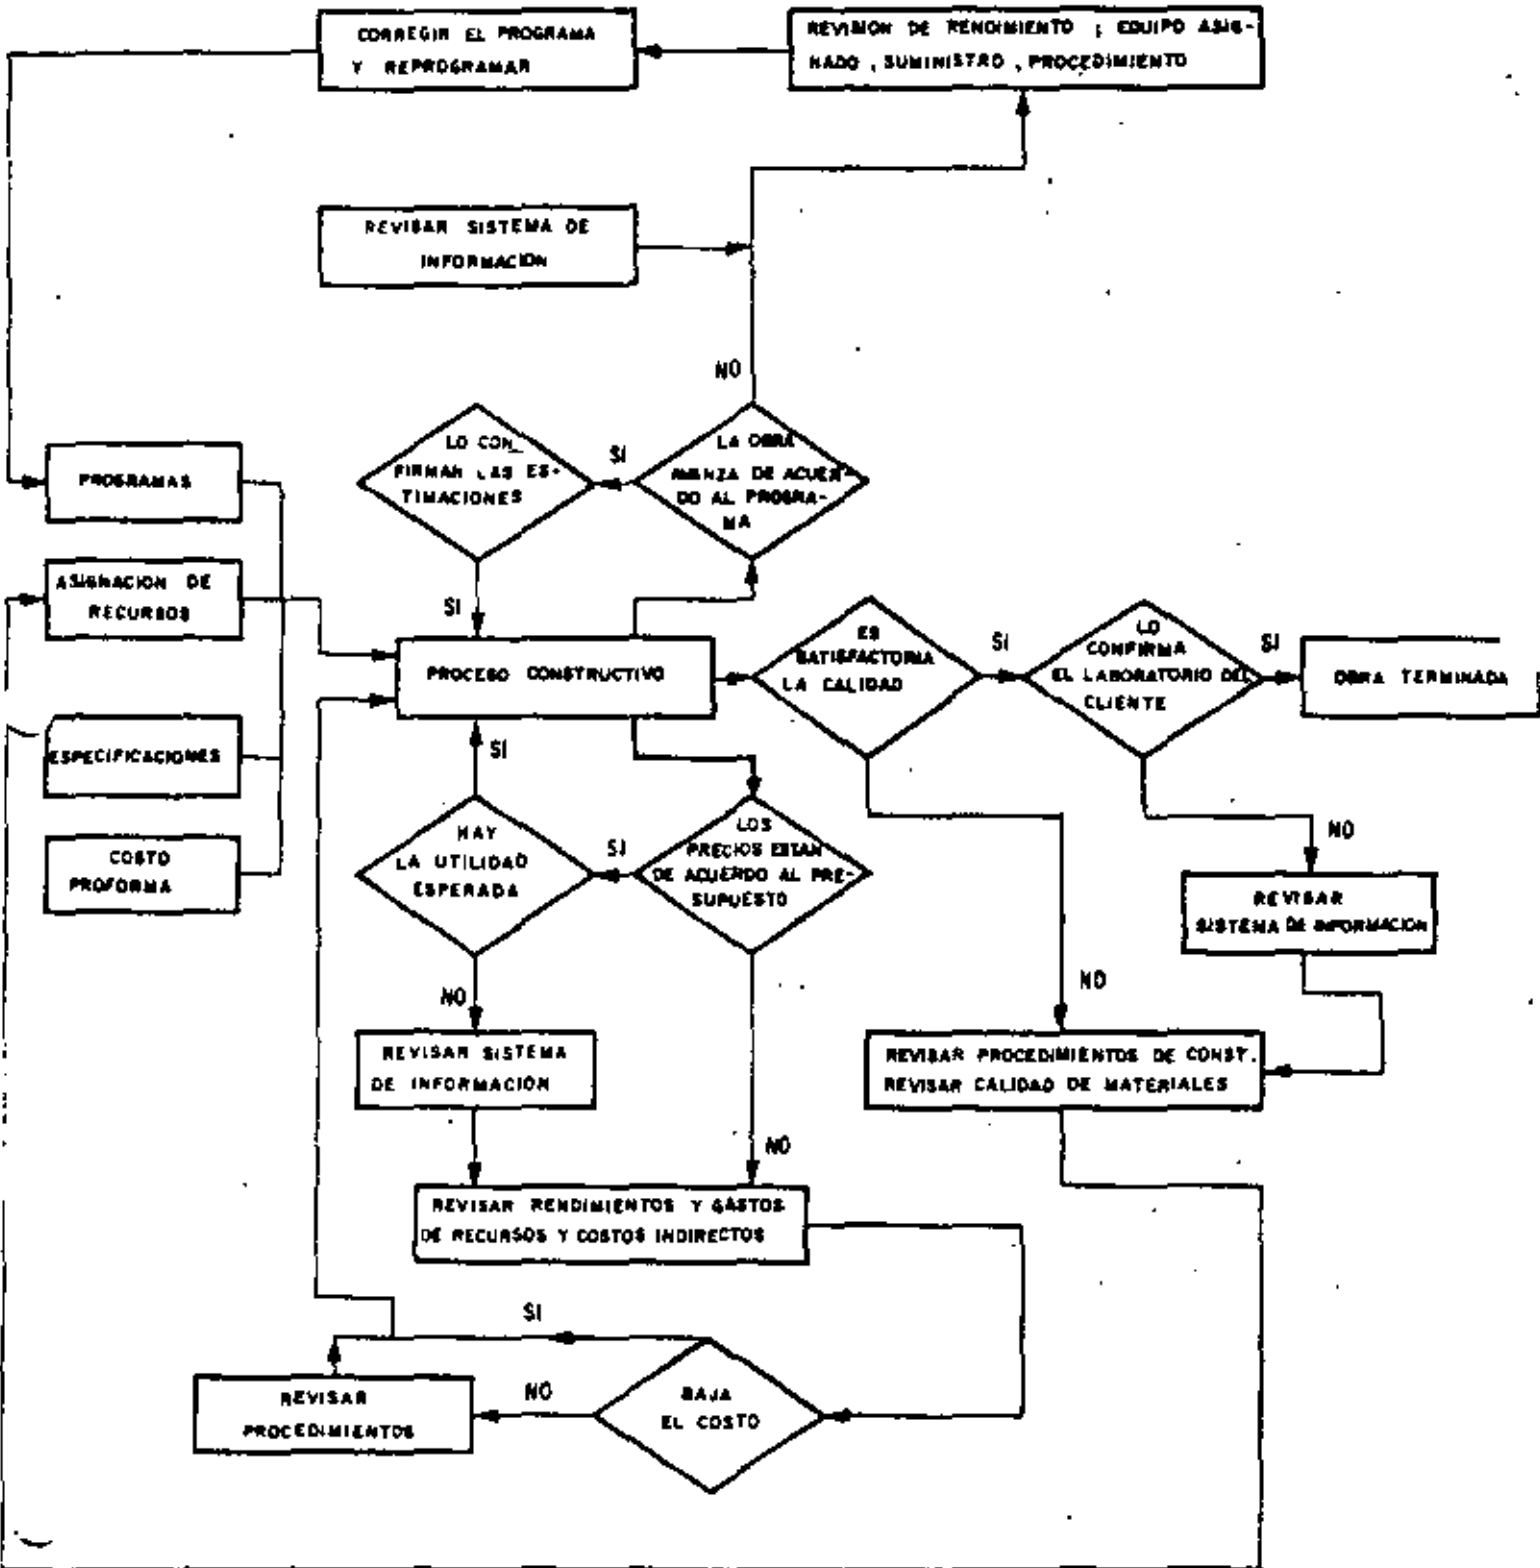 CORREGIR EL PROGRAMA
Y REPROGRAMAR
REVISION DE RENDIMIENTO ; EQUIPO ASIG-
NADO , SUMINISTRO , PROCEDIMIENTO
REVISAR SISTEMA DE
INFORMACION
NO
LO CON_
FIRMAN LAS ES-
TIMACIONES
SI
LA OBRA
AVANZA DE ACUER-
DO AL PROGRA-
MA
PROGRAMAS
ASIGNACION DE
RECURSOS
SI
PROCESO CONSTRUCTIVO
ES
SATISFACTORIA
LA CALIDAD
SI
LO
CONFIRMA
EL LABORATORIO DEL
CLIENTE
SI
OBRA TERMINADA
ESPECIFICACIONES
COSTO
PROFORMA
SI
HAY
LA UTILIDAD
ESPERADA
SI
LOS
PRECIOS ESTAN
DE ACUERDO AL PRE-
SUPUESTO
NO
REVISAR
SISTEMA DE INFORMACION
NO
NO
REVISAR SISTEMA
DE INFORMACIÓN
REVISAR PROCEDIMIENTOS DE CONST.
REVISAR CALIDAD DE MATERIALES
NO
REVISAR RENDIMIENTOS Y GASTOS
DE RECURSOS Y COSTOS INDIRECTOS
SI
REVISAR
PROCEDIMIENTOS
NO
BAJA
EL COSTO